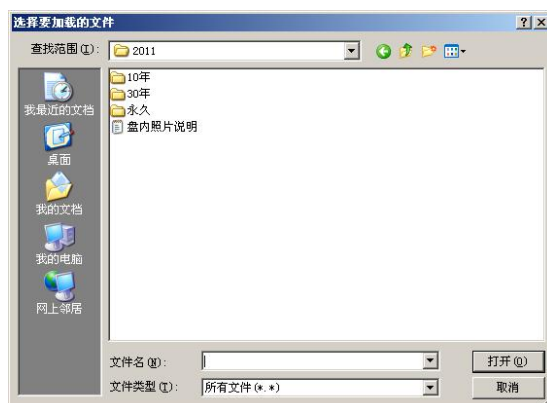 选择要加载的文件
查找范围(I):
2011
我最近的文档
桌面
我的文档
我的电脑
网上邻居
10年
30年
永久
盘内照片说明
文件名(N):
打开(O)
文件类型(T):
所有文件(*.*)
取消